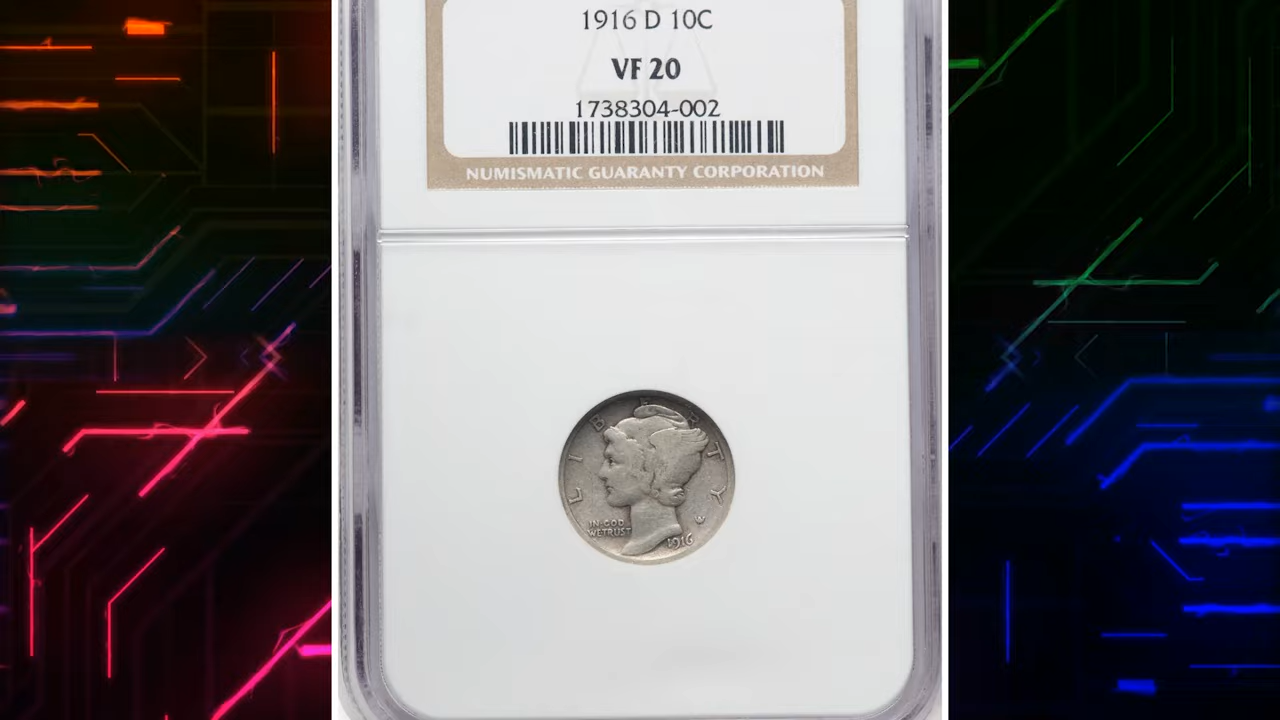 1916 D 10C
VF 20
1738304-002
NUMISMATIC GUARANTY CORPORATION
LIBERTY
IN·GOD
WE TRUST
1916